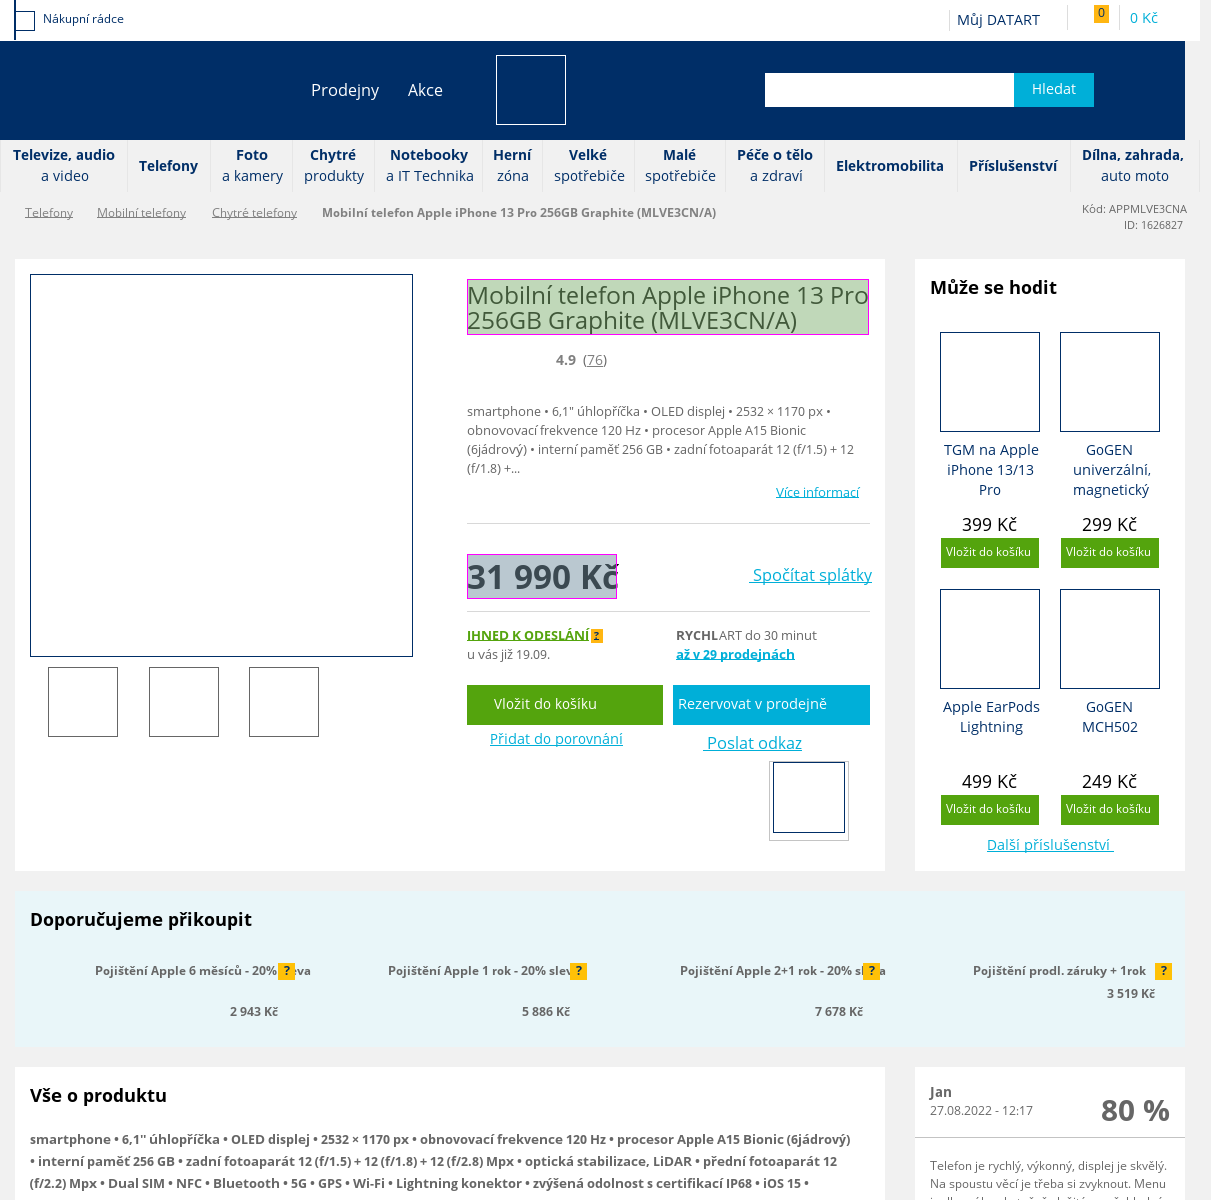 Nákupní rádce
Můj DATART
0
0 Kč
Prodejny
Akce
Hledat
Televize, audio
a video
Telefony
Foto
a kamery
Chytré
produkty
Notebooky
a IT Technika
Herní
zóna
Velké
spotřebiče
Malé
spotřebiče
Péče o tělo
a zdraví
Elektromobilita
Příslušenství
Dílna, zahrada,
auto moto
Telefony
Mobilní telefony
Chytré telefony
Mobilní telefon Apple iPhone 13 Pro 256GB Graphite (MLVE3CN/A)
Kód: APPMLVE3CNA
ID: 1626827
Mobilní telefon Apple iPhone 13 Pro
256GB Graphite (MLVE3CN/A)
4.9 (76)
smartphone • 6,1" úhlopříčka • OLED displej • 2532 × 1170 px •
obnovovací frekvence 120 Hz • procesor Apple A15 Bionic
(6jádrový) • interní paměť 256 GB • zadní fotoaparát 12 (f/1.5) + 12
(f/1.8) +...
Více informací
31 990 Kč
Spočítat splátky
IHNED K ODESLÁNÍ ?
u vás již 19.09.
RYCHLART do 30 minut
až v 29 prodejnách
Vložit do košíku
Rezervovat v prodejně
Přidat do porovnání
Poslat odkaz
Může se hodit
TGM na Apple
iPhone 13/13
Pro
399 Kč
Vložit do košíku
GoGEN
univerzální,
magnetický
299 Kč
Vložit do košíku
Apple EarPods
Lightning
499 Kč
Vložit do košíku
GoGEN
MCH502
249 Kč
Vložit do košíku
Další příslušenství
Doporučujeme přikoupit
Pojištění Apple 6 měsíců - 20% ?
2 943 Kč
Pojištění Apple 1 rok - 20% ?
5 886 Kč
Pojištění Apple 2+1 rok - 20% ?
7 678 Kč
Pojištění prodl. záruky + 1rok ?
3 519 Kč
Vše o produktu
smartphone • 6,1" úhlopříčka • OLED displej • 2532 × 1170 px • obnovovací frekvence 120 Hz • procesor Apple A15 Bionic (6jádrový)
• interní paměť 256 GB • zadní fotoaparát 12 (f/1.5) + 12 (f/1.8) + 12 (f/2.8) Mpx • optická stabilizace, LiDAR • přední fotoaparát 12
(f/2.2) Mpx • Dual SIM • NFC • Bluetooth • 5G • GPS • Wi-Fi • Lightning konektor • zvýšená odolnost s certifikací IP68 • iOS 15 •
Jan
27.08.2022 - 12:17
80 %
Telefon je rychlý, výkonný, displej je skvělý.
Na spoustu věcí je třeba si zvyknout. Menu